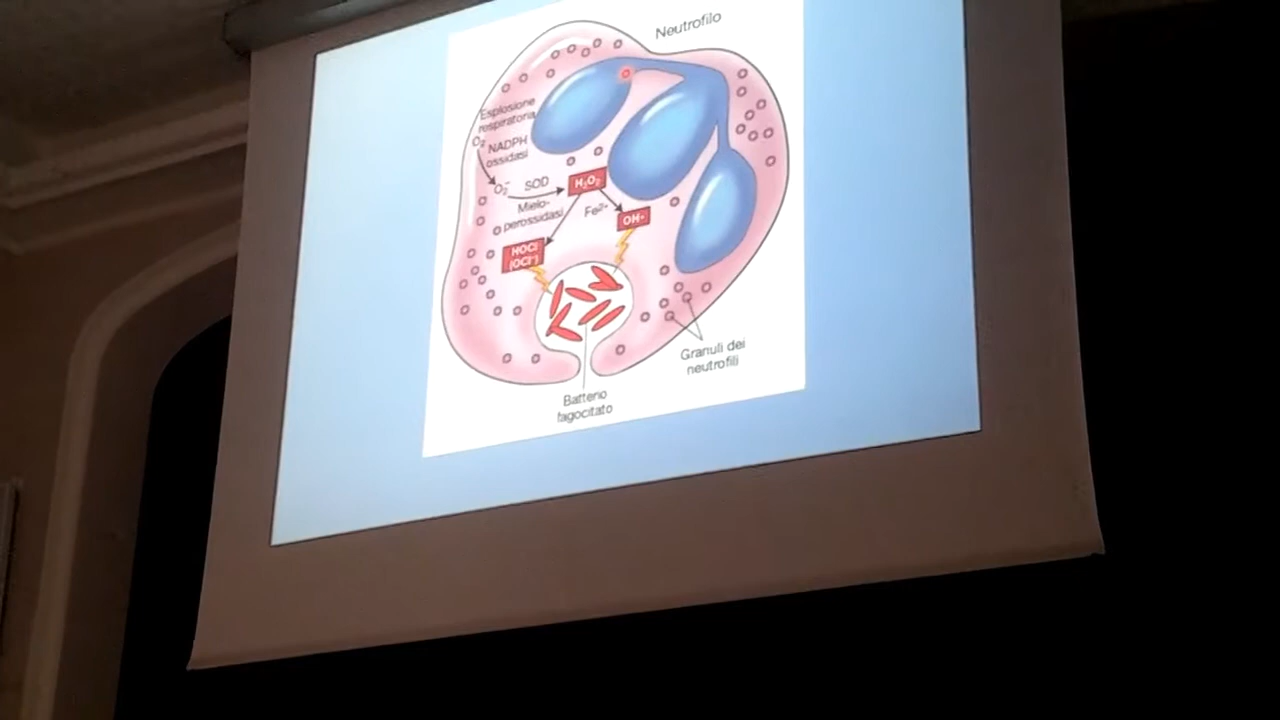 Neutrofilo
Esplosione
respiratoria
O₂
NADPH
ossidasi
O₂⁻
SOD
H₂O₂
Mielo-
perossidasi
Fe²⁺
OH•
HOCl
(OCl⁻)
Granuli dei
neutrofili
Batterio
fagocitato